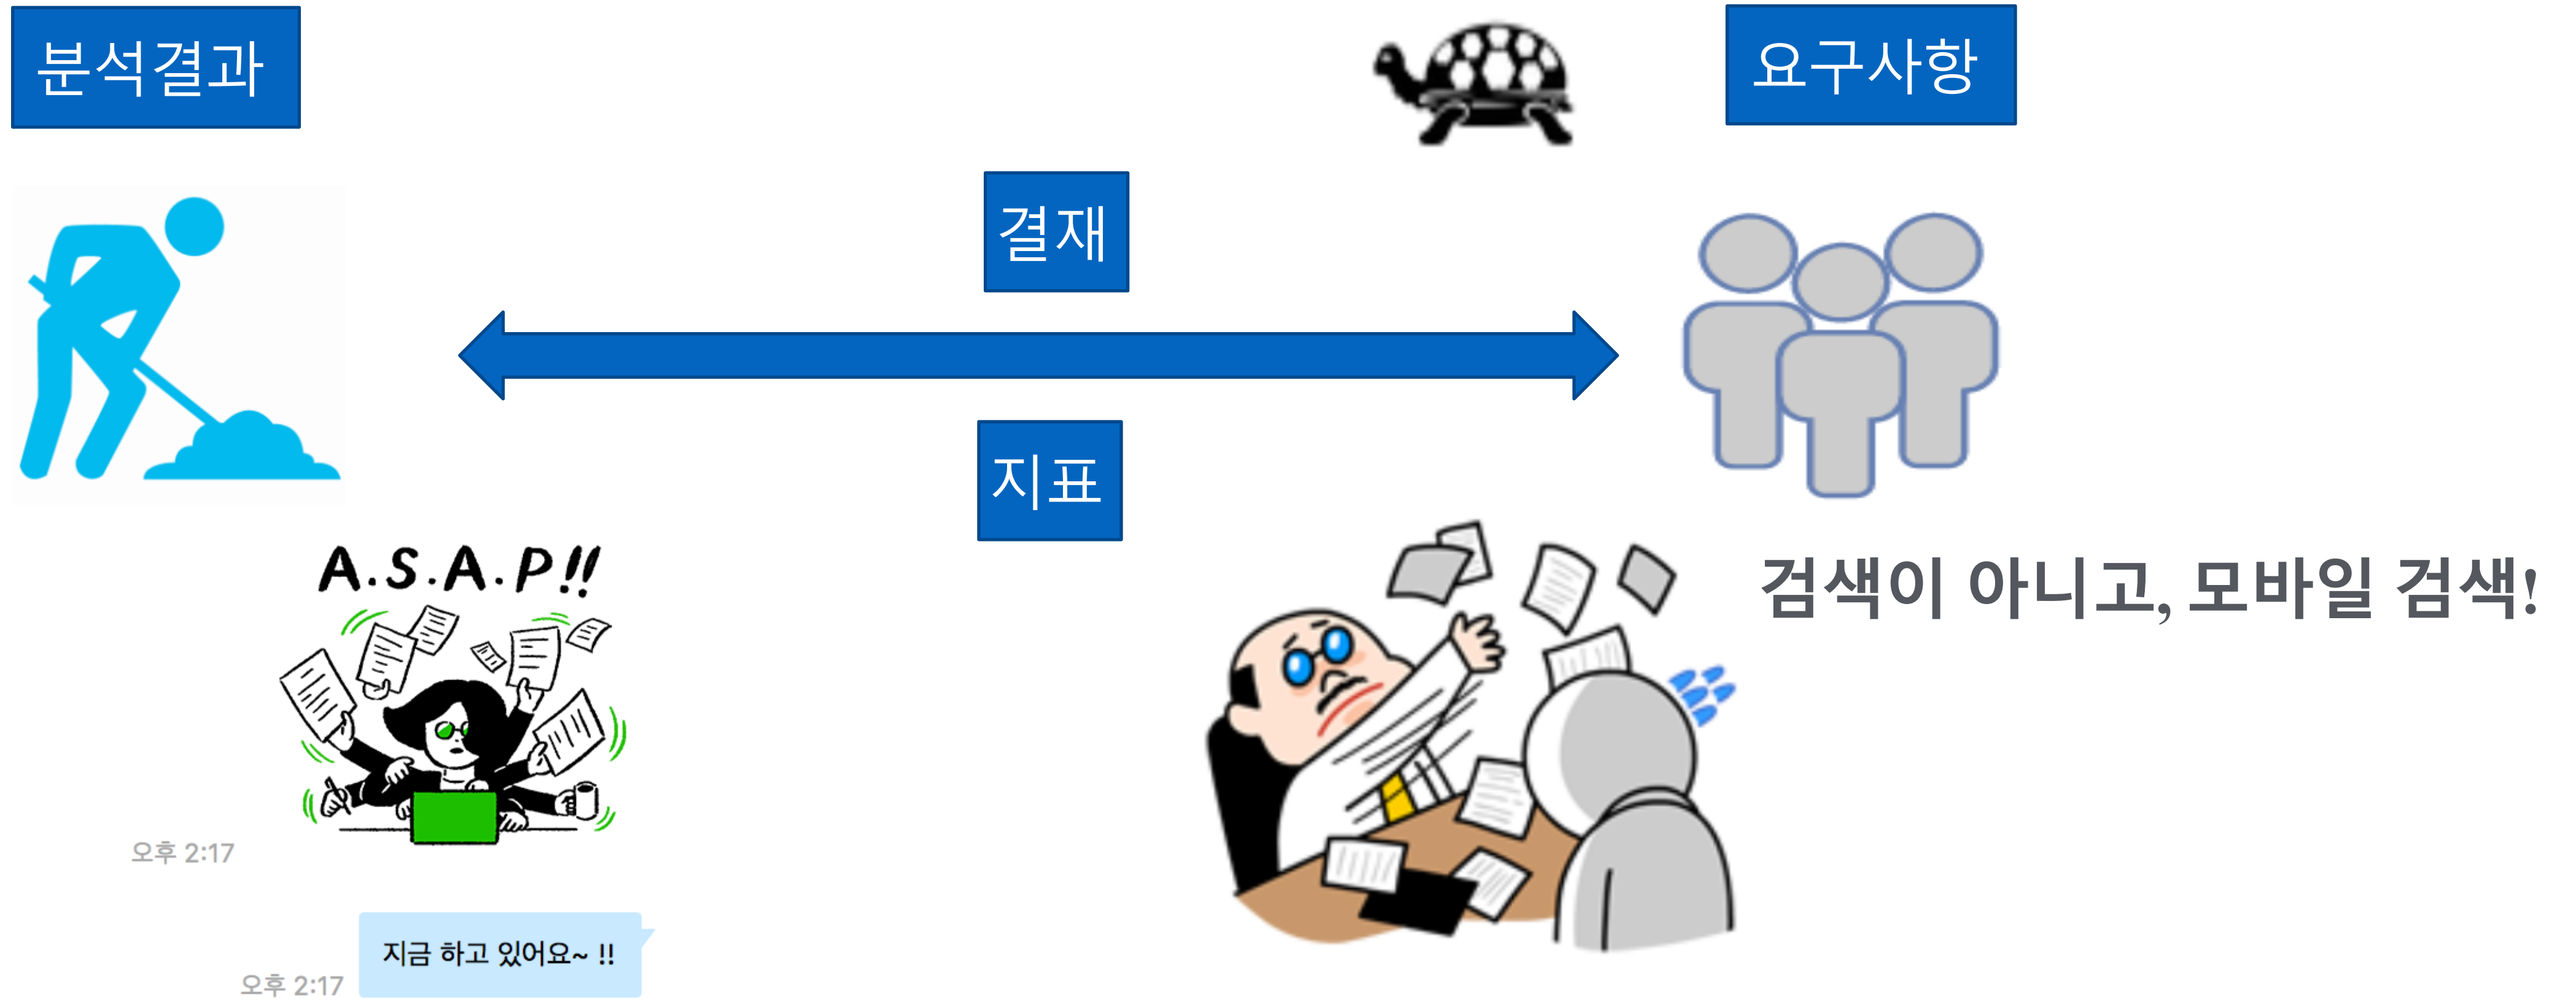 분석결과
요구사항
결재
지표
A.S.A.P!!
검색이 아니고, 모바일 검색!
오후 2:17
지금 하고 있어요~ !!
오후 2:17